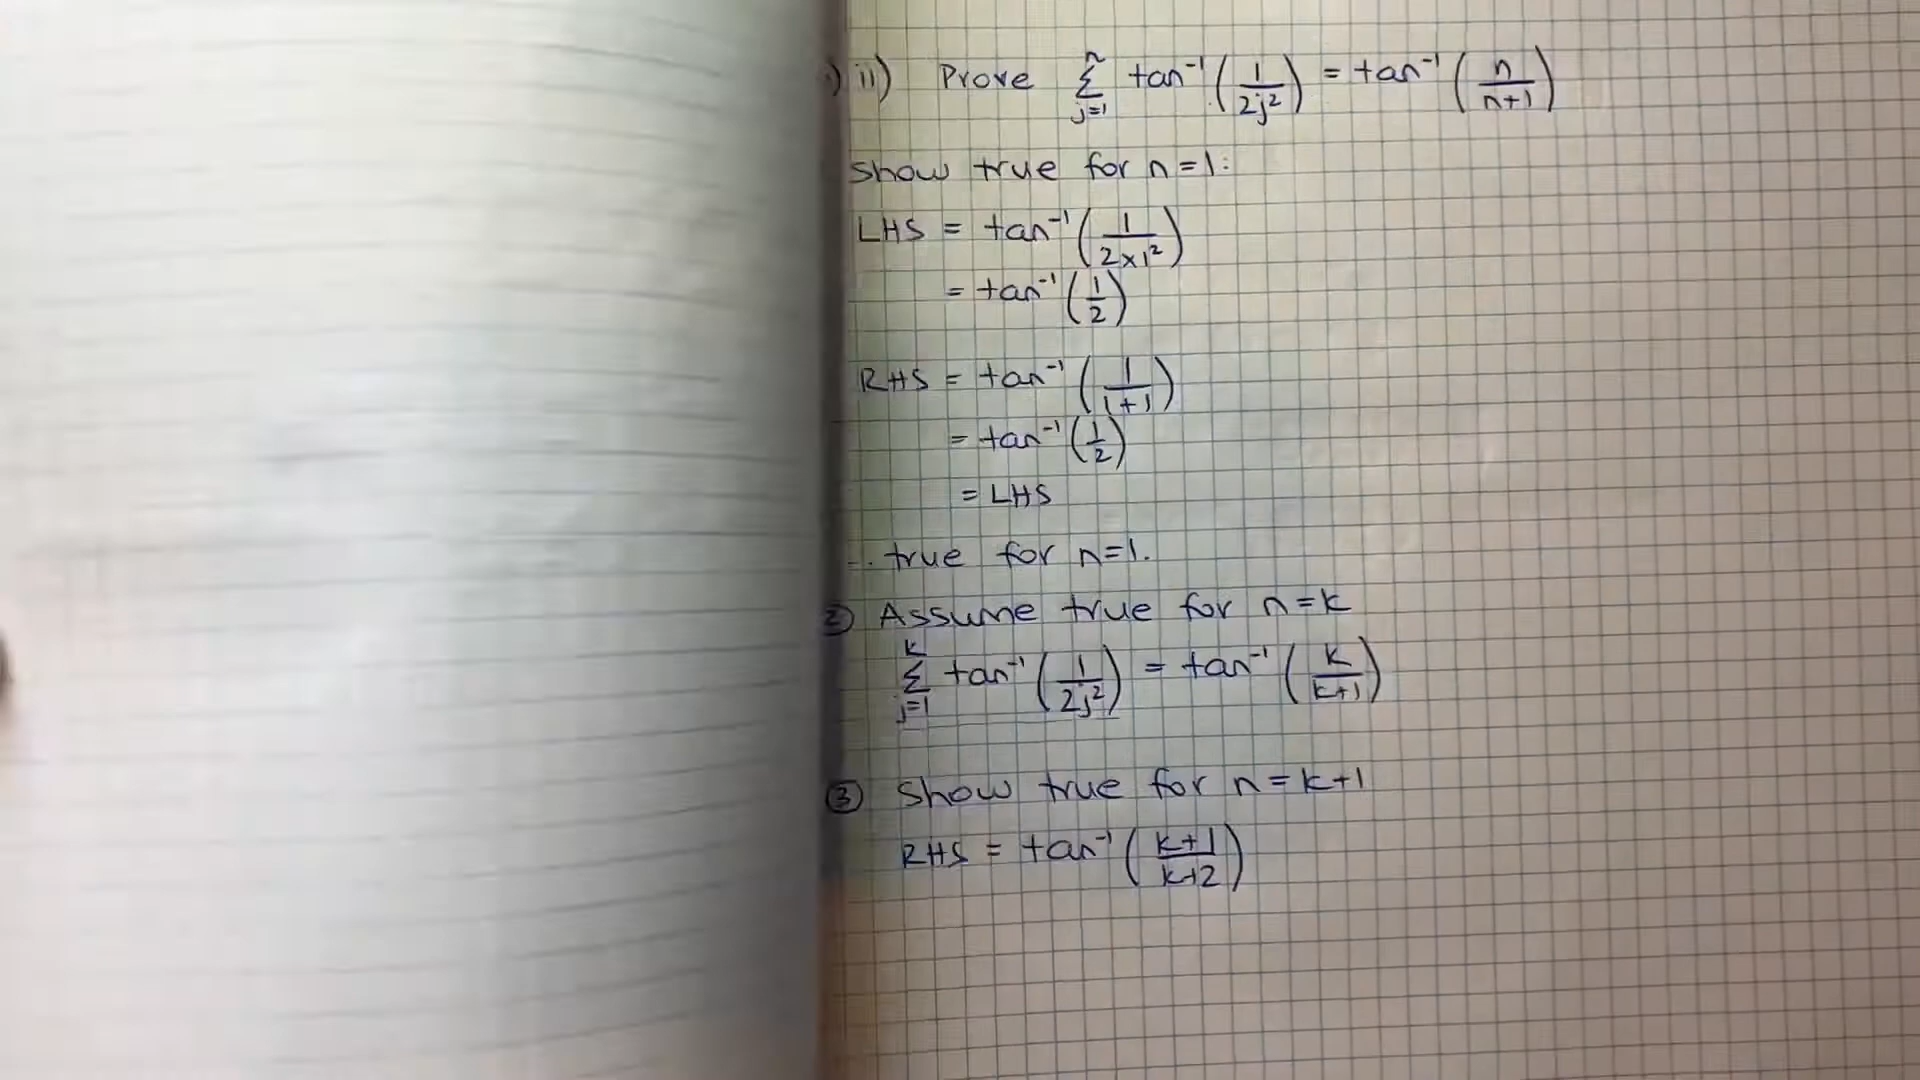 ) ii) Prove n Σ j=1 tan⁻¹(1/2j²) = tan⁻¹(n/n+1)
Show true for n=1:
LHS = tan⁻¹(1/2×1²)
= tan⁻¹(1/2)
RHS = tan⁻¹(1/1+1)
= tan⁻¹(1/2)
= LHS
∴ true for n=1.
② Assume true for n=k
k Σ j=1 tan⁻¹(1/2j²) = tan⁻¹(k/k+1)
③ Show true for n=k+1
RHS = tan⁻¹(k+1/k+2)